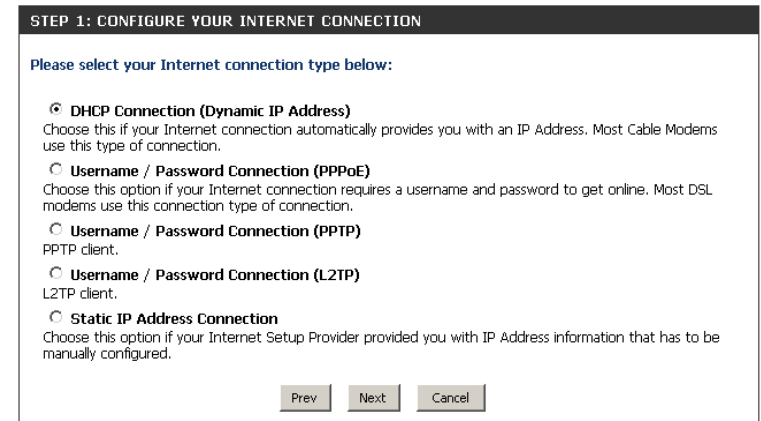 STEP 1: CONFIGURE YOUR INTERNET CONNECTION
Please select your Internet connection type below:
DHCP Connection (Dynamic IP Address)
Choose this if your Internet connection automatically provides you with an IP Address. Most Cable Modems
use this type of connection.
Username / Password Connection (PPPoE)
Choose this option if your Internet connection requires a username and password to get online. Most DSL
modems use this connection type of connection.
Username / Password Connection (PPTP)
PPTP client.
Username / Password Connection (L2TP)
L2TP client.
Static IP Address Connection
Choose this option if your Internet Setup Provider provided you with IP Address information that has to be
manually configured.
Prev Next Cancel